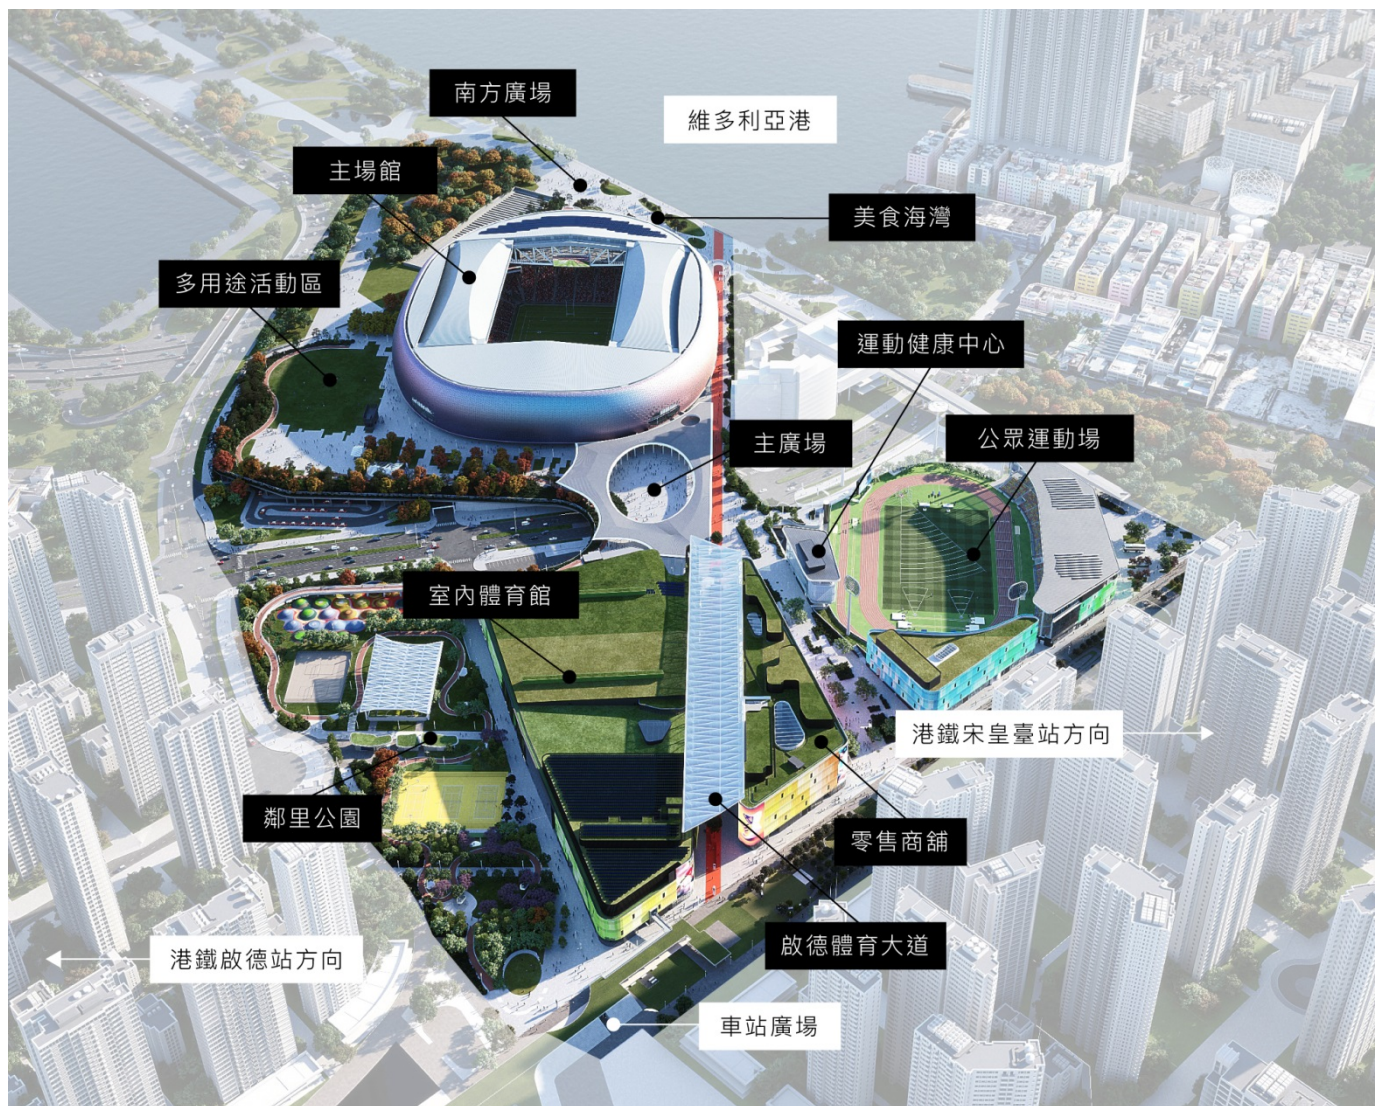 南方廣場
維多利亞港
主場館
美食海灣
多用途活動區
運動健康中心
主廣場
公眾運動場
室內體育館
港鐵宋皇臺站方向
鄰里公園
零售商舖
啟德體育大道
港鐵啟德站方向
車站廣場